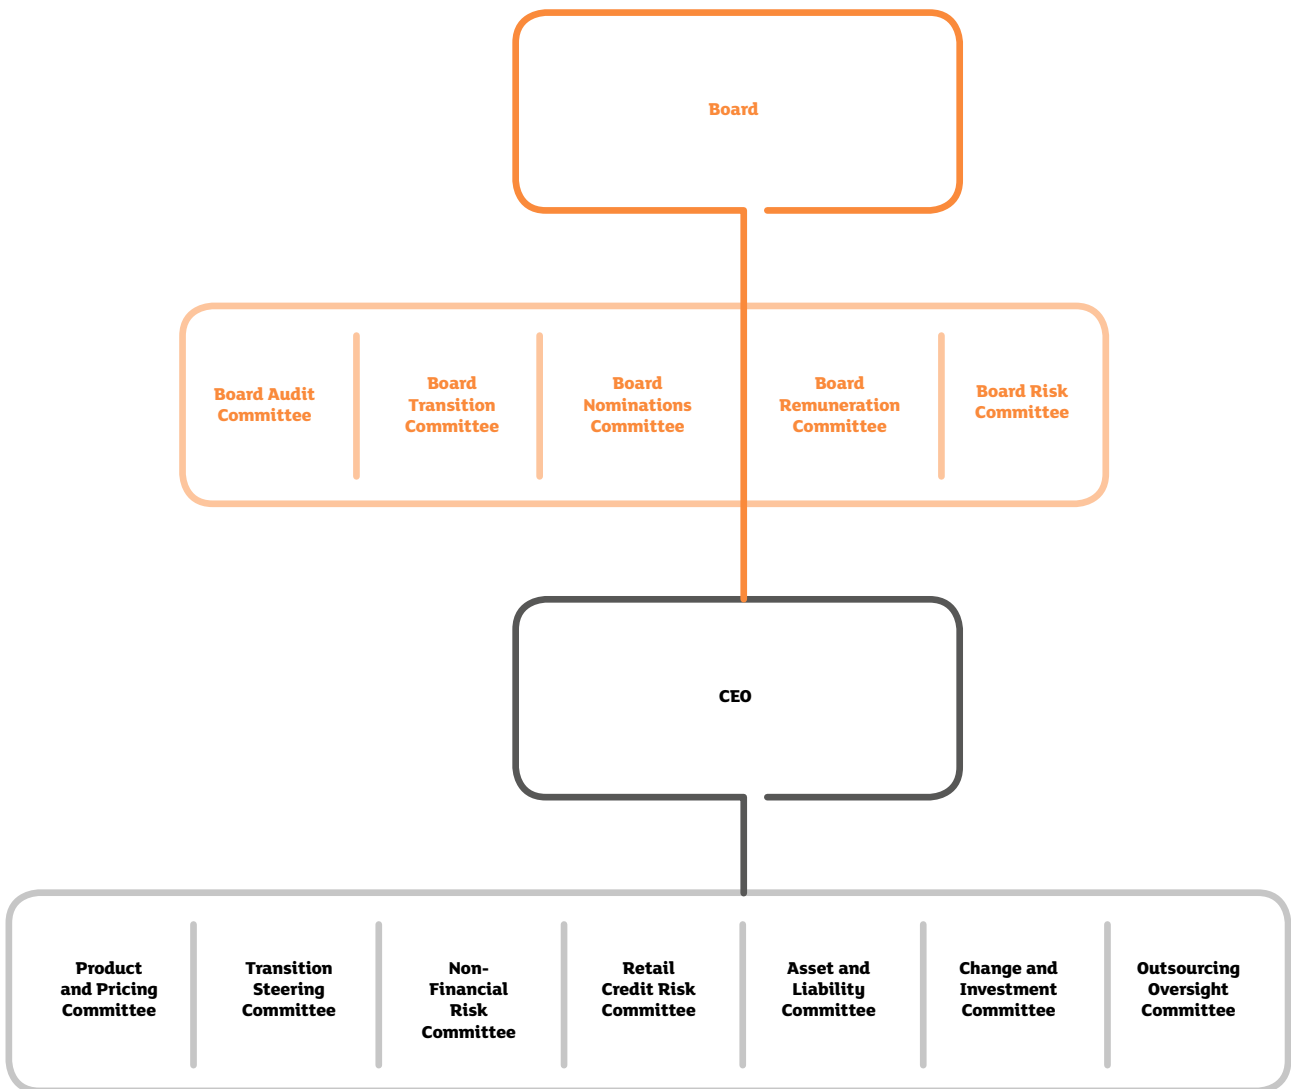 Board
Board Audit
Committee
Board
Transition
Committee
Board
Nominations
Committee
Board
Remuneration
Committee
Board Risk
Committee
CEO
Product
and Pricing
Committee
Transition
Steering
Committee
Non-
Financial
Risk
Committee
Retail
Credit Risk
Committee
Asset and
Liability
Committee
Change and
Investment
Committee
Outsourcing
Oversight
Committee